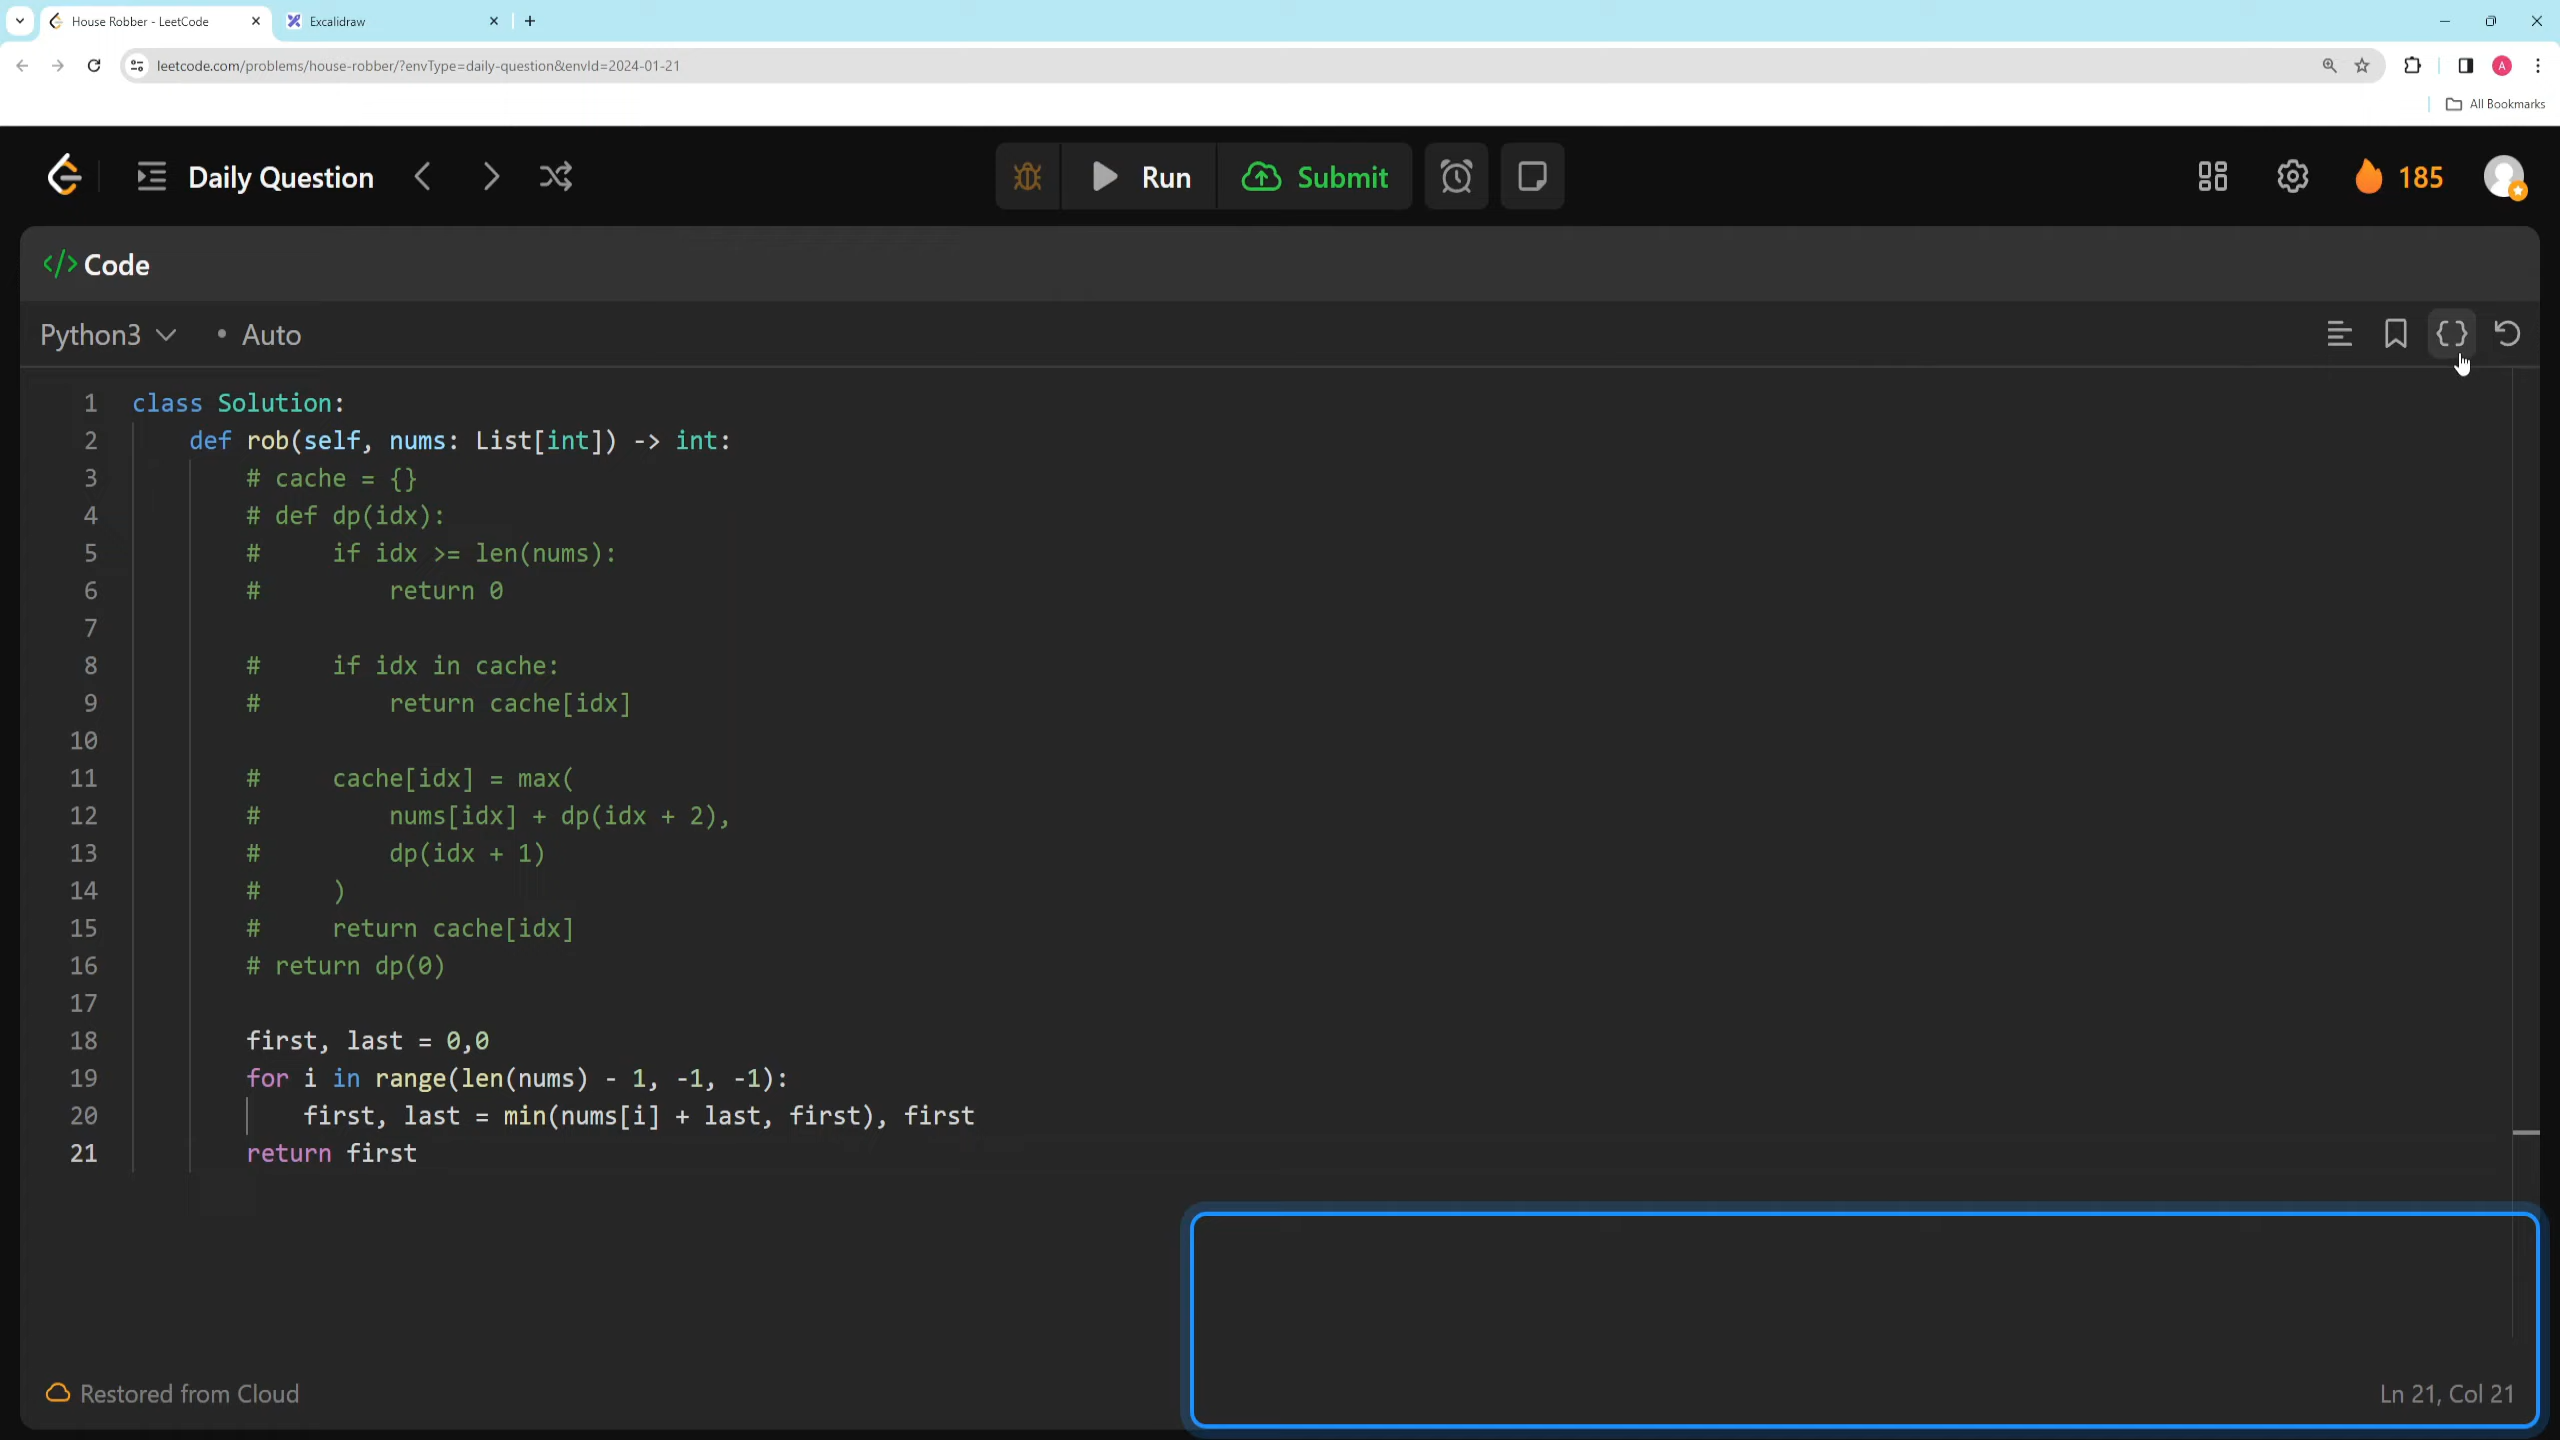 House Robber - LeetCode
Excalidraw
leetcode.com/problems/house-robber/?envType=daily-question&envId=2024-01-21
A
All Bookmarks
Daily Question
Run
Submit
185
</> Code
Python3 • Auto
{}
1 class Solution:
2 def rob(self, nums: List[int]) -> int:
3 # cache = {}
4 # def dp(idx):
5 # if idx >= len(nums):
6 # return 0
7
8 # if idx in cache:
9 # return cache[idx]
10
11 # cache[idx] = max(
12 # nums[idx] + dp(idx + 2),
13 # dp(idx + 1)
14 # )
15 # return cache[idx]
16 # return dp(0)
17
18 first, last = 0,0
19 for i in range(len(nums) - 1, -1, -1):
20 first, last = min(nums[i] + last, first), first
21 return first
Restored from Cloud
Ln 21, Col 21